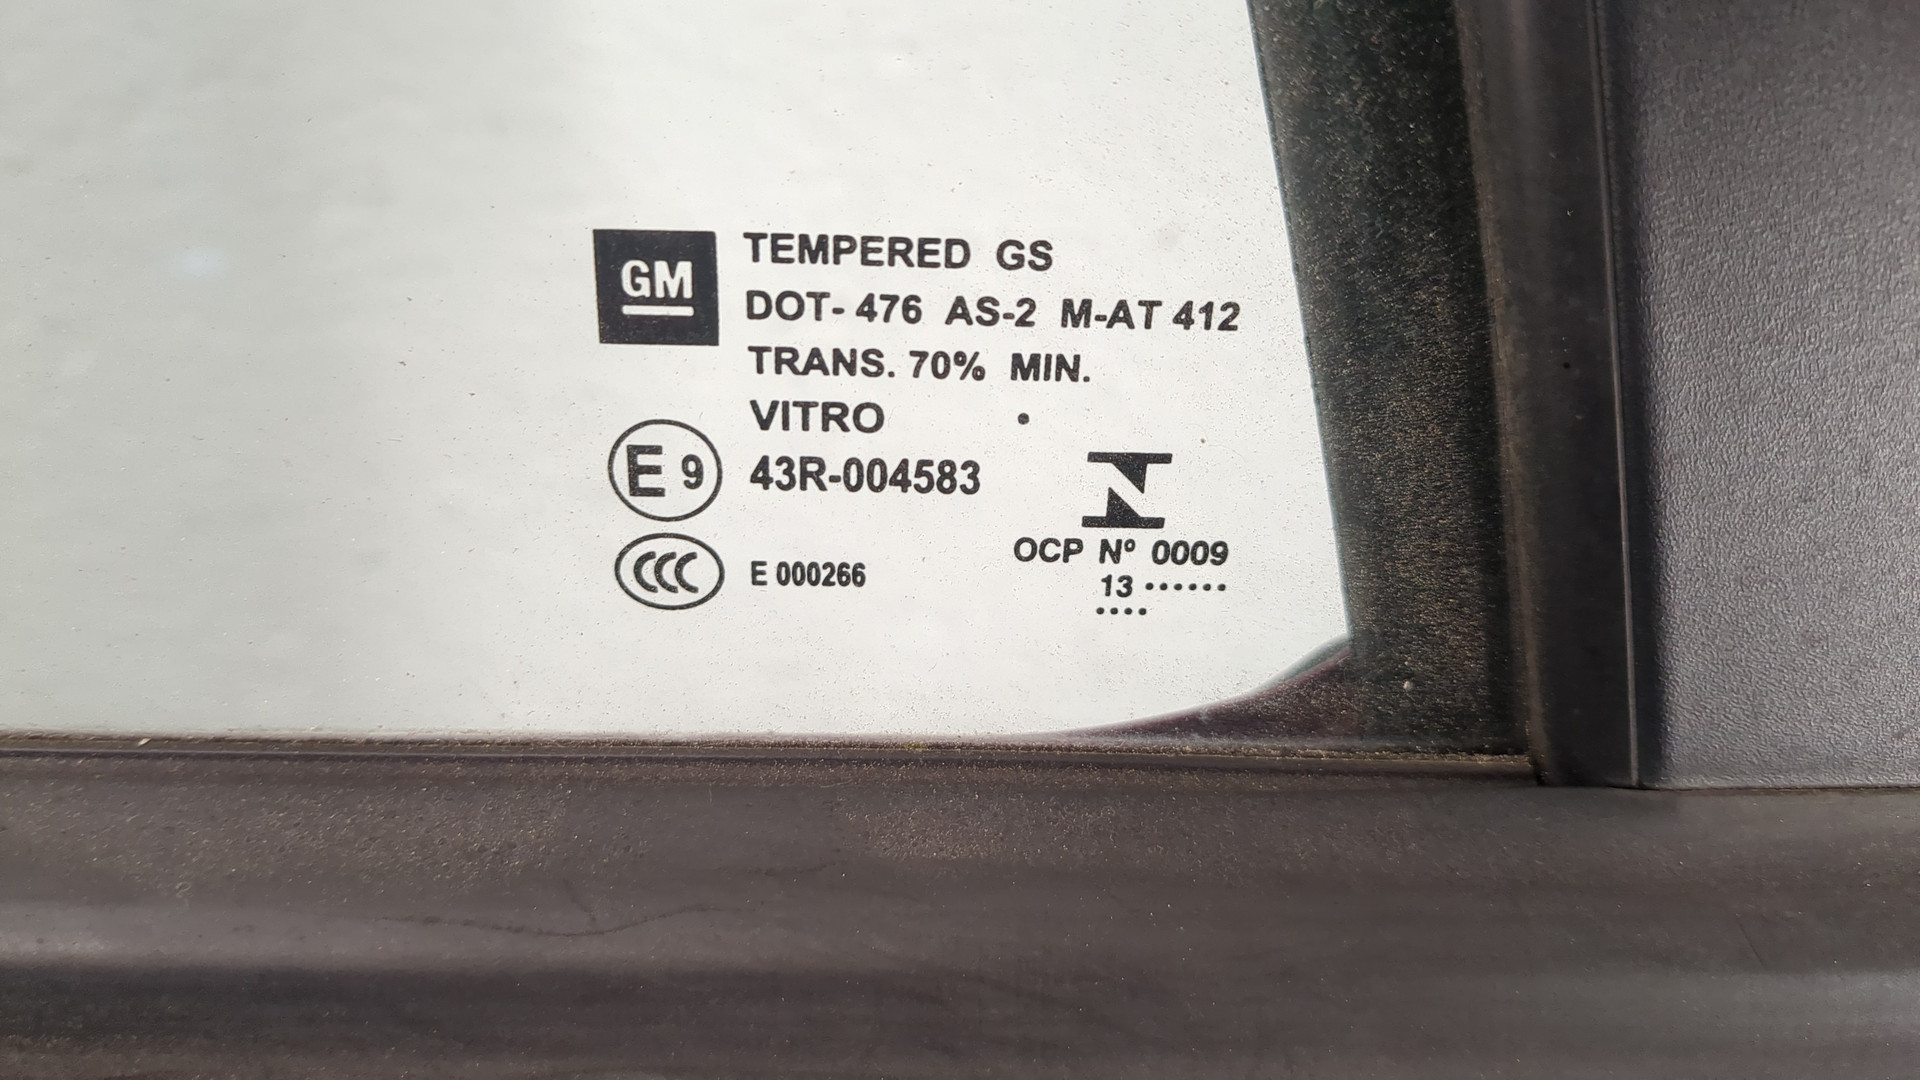 GM
TEMPERED GS
DOT- 476 AS-2 M-AT 412
TRANS. 70% MIN.
VITRO
E 9 43R-004583
CCC E 000266
OCP Nº 0009
13 ······
····